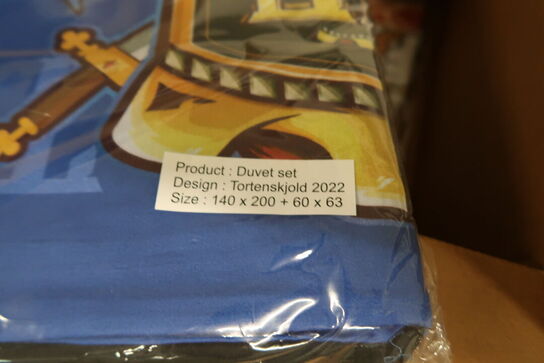 Product : Duvet set
Design : Tortenskjold 2022
Size : 140 x 200 + 60 x 63